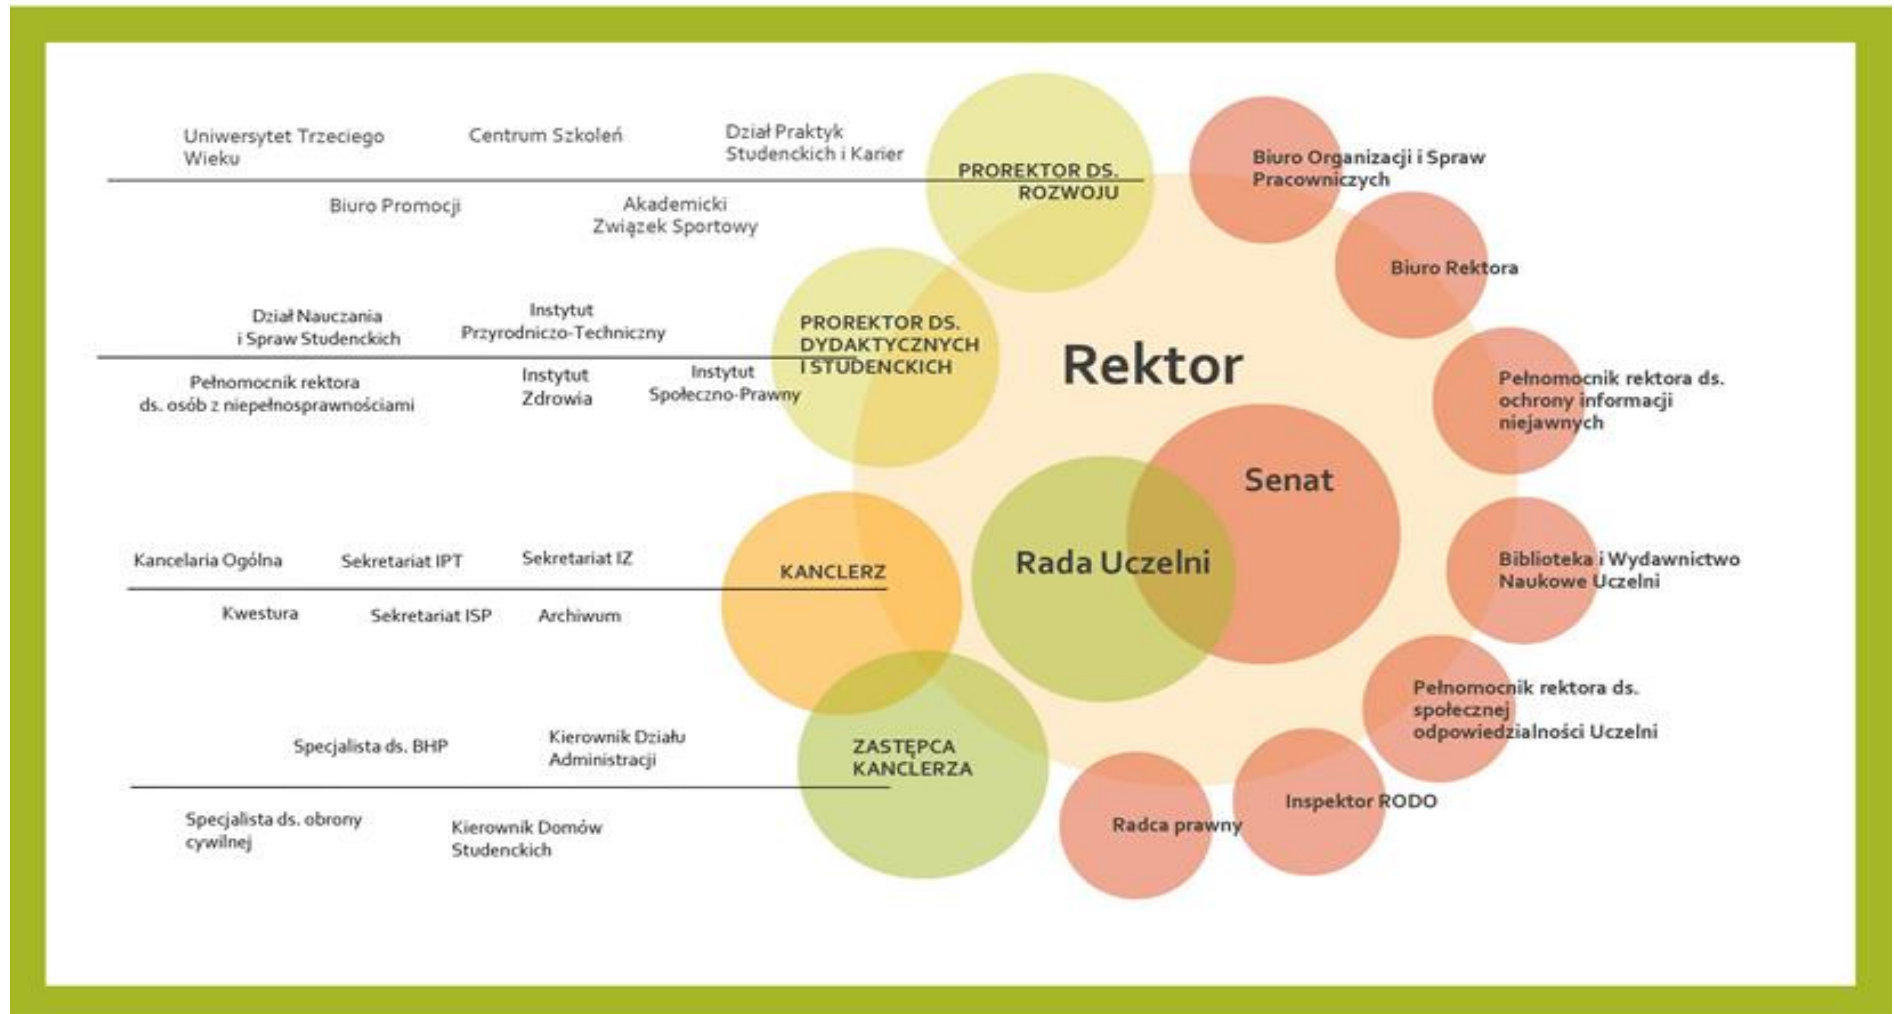 Uniwersytet Trzeciego
Wieku
Centrum Szkoleń
Dział Praktyk
Studenckich i Karier
Biuro Promocji
Akademicki
Związek Sportowy
PROREKTOR DS.
ROZWOJU
Dział Nauczania
i Spraw Studenckich
Instytut
Przyrodniczo-Techniczny
Pełnomocnik rektora
ds. osób z niepełnosprawnościami
Instytut
Zdrowia
Instytut
Społeczno-Prawny
PROREKTOR DS.
DYDAKTYCZNYCH
I STUDENCKICH
Kancelaria Ogólna
Sekretariat IPT
Sekretariat IZ
Kwestura
Sekretariat ISP
Archiwum
KANCLERZ
Specjalista ds. BHP
Kierownik Działu
Administracji
Specjalista ds. obrony
cywilnej
Kierownik Domów
Studenckich
ZASTĘPCA
KANCLERZA
Rektor
Senat
Rada Uczelni
Biuro Organizacji i Spraw
Pracowniczych
Biuro Rektora
Pełnomocnik rektora ds.
ochrony informacji
niejawnych
Biblioteka i Wydawnictwo
Naukowe Uczelni
Pełnomocnik rektora ds.
społecznej
odpowiedzialności Uczelni
Inspektor RODO
Radca prawny